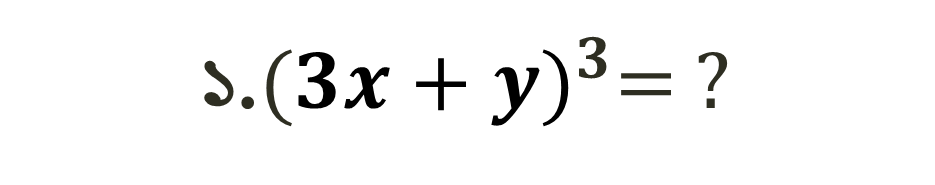 ১.(3x + y)³= ?